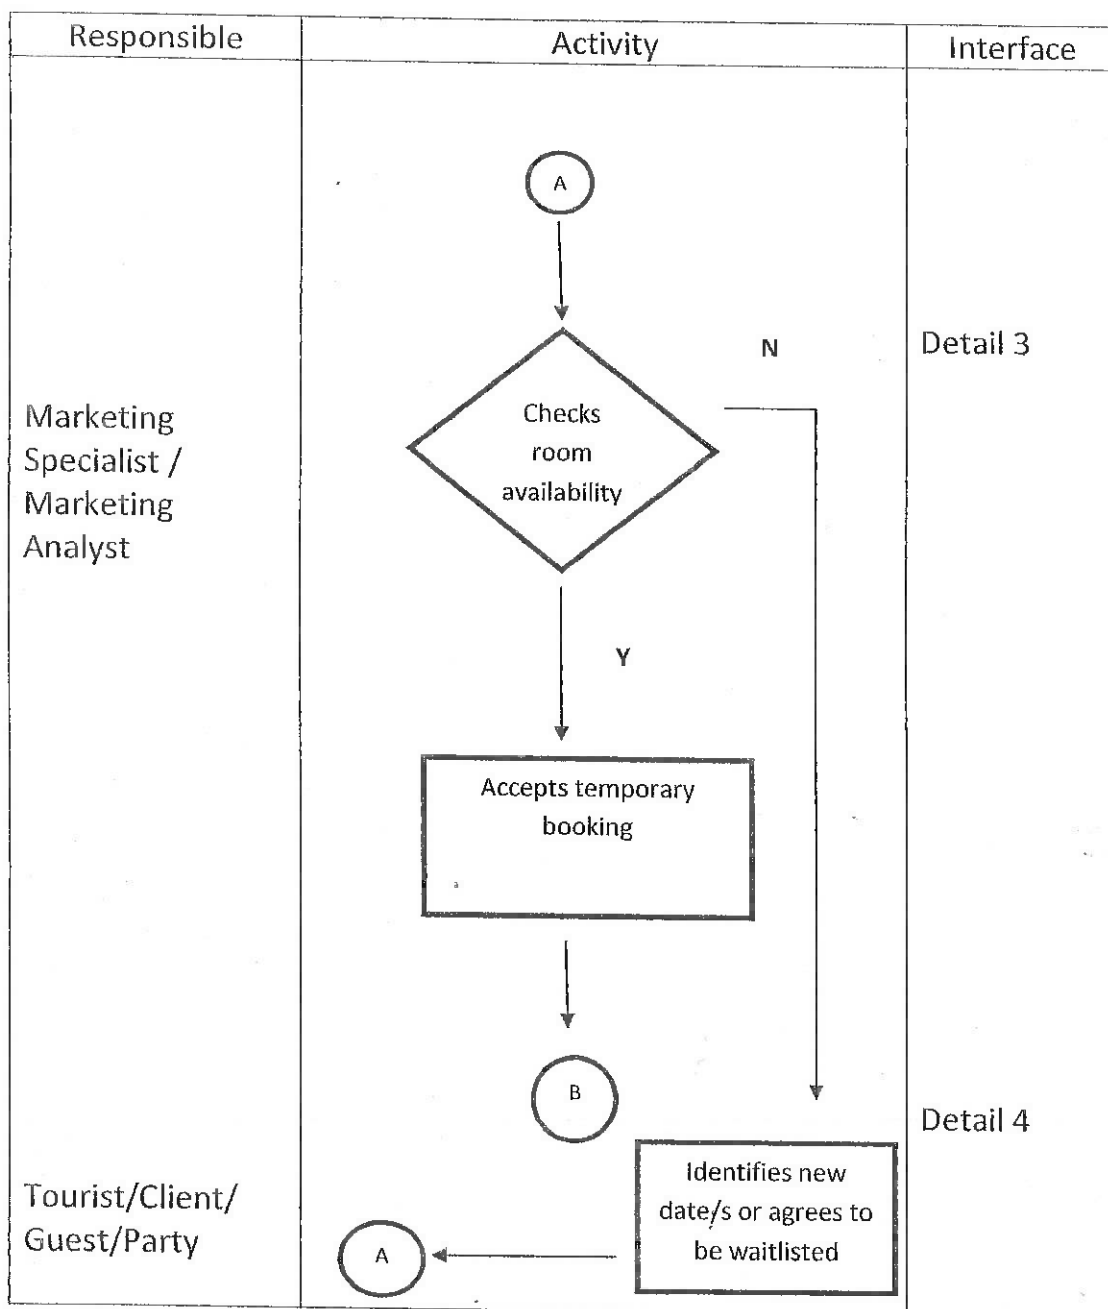 Responsible
Activity
Interface
A
N
Detail 3
Checks
room
availability
Marketing
Specialist /
Marketing
Analyst
Y
Accepts temporary
booking
B
Detail 4
Identifies new
date/s or agrees to
be waitlisted
Tourist/Client/
Guest/Party
A